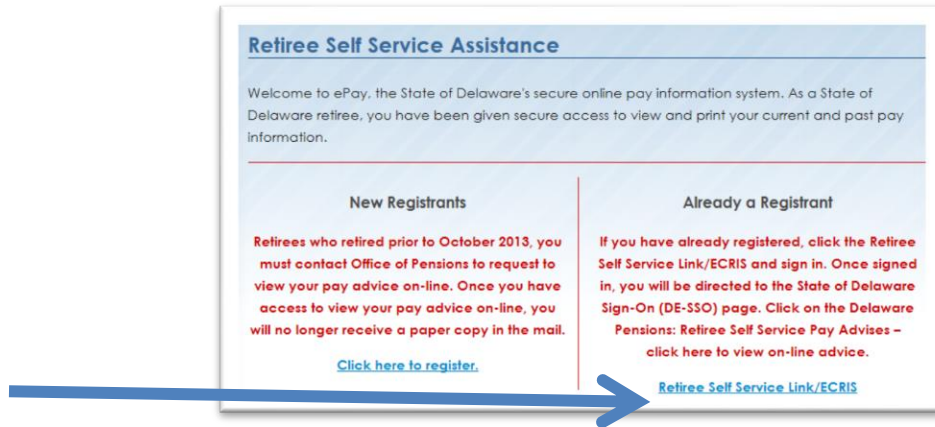 Retiree Self Service Assistance
Welcome to ePay, the State of Delaware's secure online pay information system. As a State of
Delaware retiree, you have been given secure access to view and print your current and past pay
information.
New Registrants
Retirees who retired prior to October 2013, you
must contact Office of Pensions to request to
view your pay advice on-line. Once you have
access to view your pay advice on-line, you
will no longer receive a paper copy in the mail.
Click here to register.
Already a Registrant
If you have already registered, click the Retiree
Self Service Link/ECRIS and sign in. Once signed
in, you will be directed to the State of Delaware
Sign-On (DE-SSO) page. Click on the Delaware
Pensions: Retiree Self Service Pay Advises –
click here to view on-line advice.
Retiree Self Service Link/ECRIS